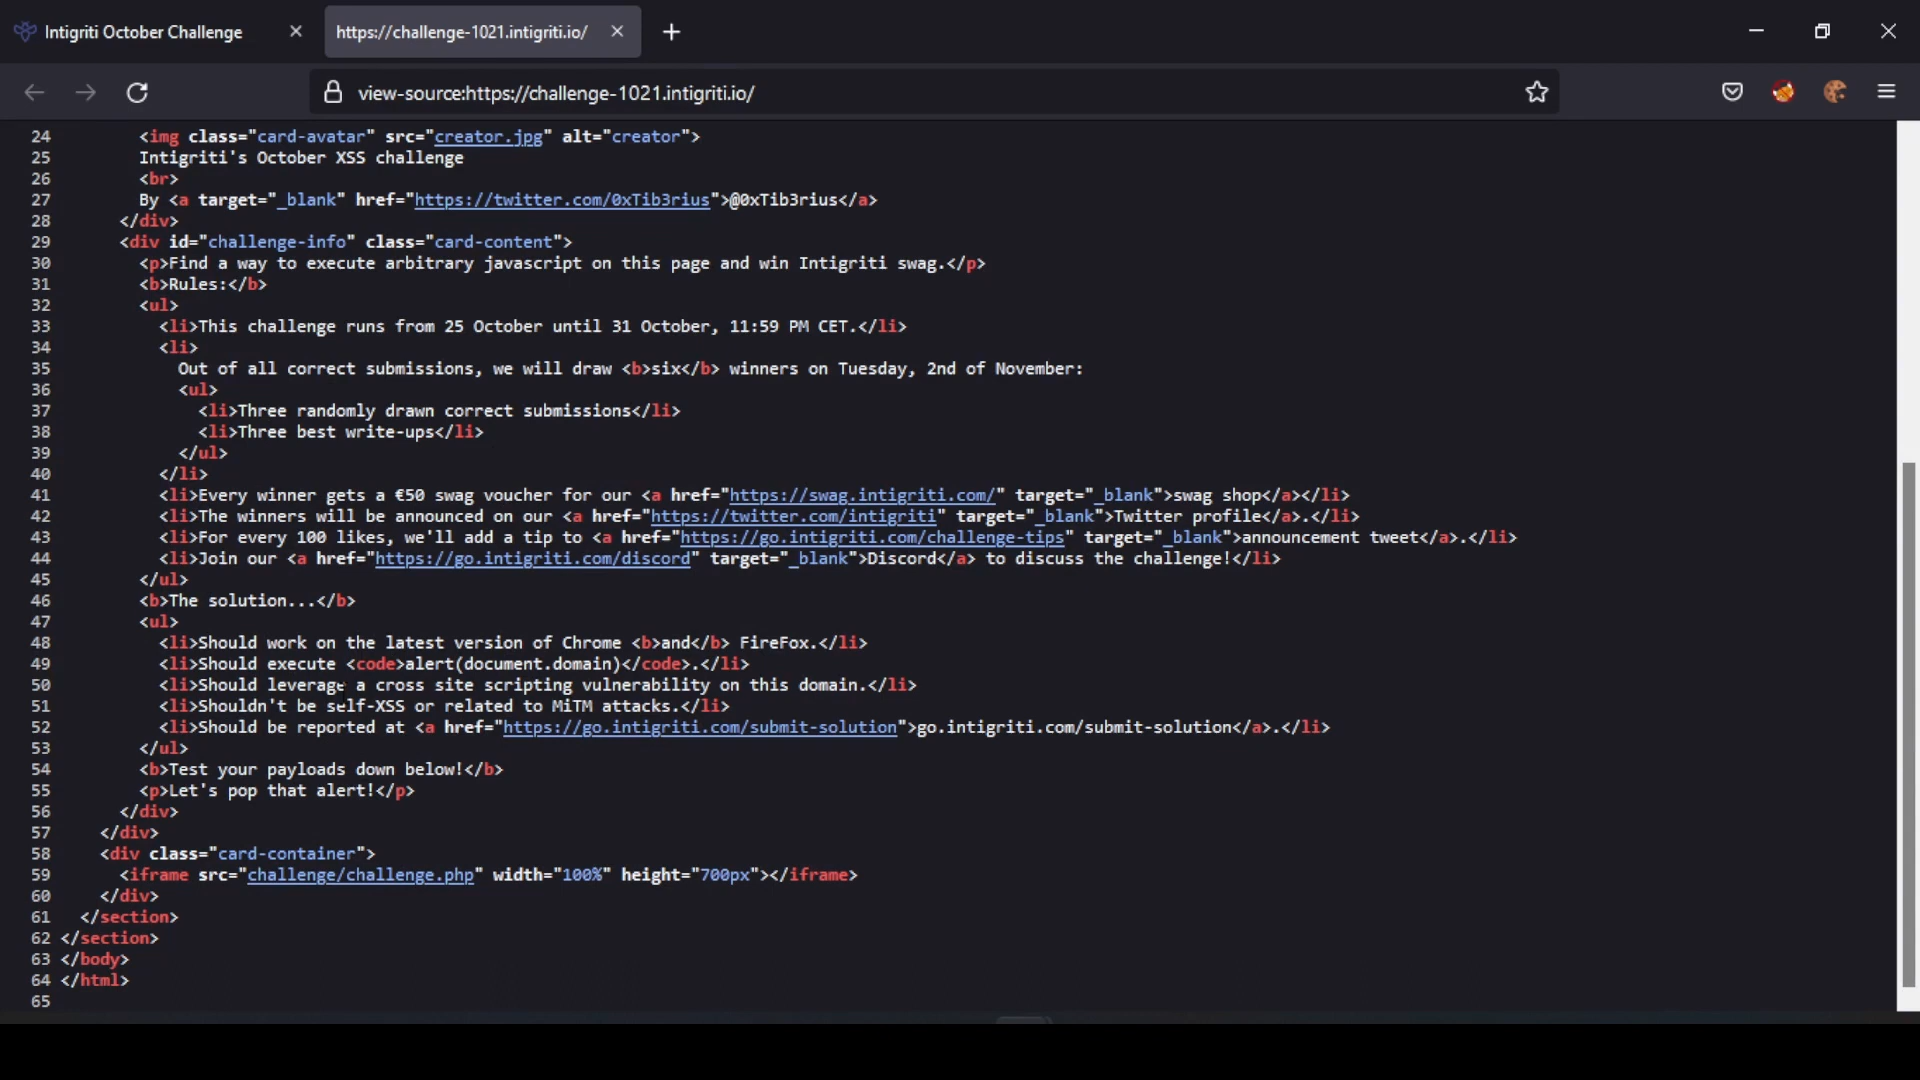 Intigriti October Challenge
https://challenge-1021.intigriti.io/
view-source:https://challenge-1021.intigriti.io/
24 <img class="card-avatar" src="creator.jpg" alt="creator">
25 Intigriti's October XSS challenge
26 <br>
27 By <a target="_blank" href="https://twitter.com/0xTib3rius">@0xTib3rius</a>
28 </div>
29 <div id="challenge-info" class="card-content">
30 <p>Find a way to execute arbitrary javascript on this page and win Intigriti swag.</p>
31 <b>Rules:</b>
32 <ul>
33 <li>This challenge runs from 25 October until 31 October, 11:59 PM CET.</li>
34 <li>
35 Out of all correct submissions, we will draw <b>six</b> winners on Tuesday, 2nd of November:
36 <ul>
37 <li>Three randomly drawn correct submissions</li>
38 <li>Three best write-ups</li>
39 </ul>
40 </li>
41 <li>Every winner gets a €50 swag voucher for our <a href="https://swag.intigriti.com/" target="_blank">swag shop</a></li>
42 <li>The winners will be announced on our <a href="https://twitter.com/intigriti" target="_blank">Twitter profile</a>.</li>
43 <li>For every 100 likes, we'll add a tip to <a href="https://go.intigriti.com/challenge-tips" target="_blank">announcement tweet</a>.</li>
44 <li>Join our <a href="https://go.intigriti.com/discord" target="_blank">Discord</a> to discuss the challenge!</li>
45 </ul>
46 <b>The solution...</b>
47 <ul>
48 <li>Should work on the latest version of Chrome <b>and</b> FireFox.</li>
49 <li>Should execute <code>alert(document.domain)</code>.</li>
50 <li>Should leverage a cross site scripting vulnerability on this domain.</li>
51 <li>Shouldn't be self-XSS or related to MiTM attacks.</li>
52 <li>Should be reported at <a href="https://go.intigriti.com/submit-solution">go.intigriti.com/submit-solution</a>.</li>
53 </ul>
54 <b>Test your payloads down below!</b>
55 <p>Let's pop that alert!</p>
56 </div>
57 </div>
58 <div class="card-container">
59 <iframe src="challenge/challenge.php" width="100%" height="700px"></iframe>
60 </div>
61 </section>
62 </section>
63 </body>
64 </html>
65